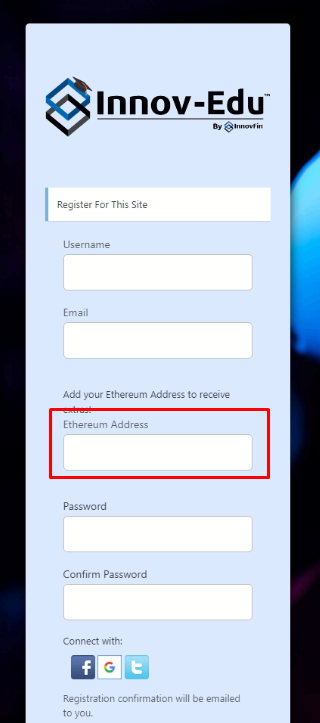 Innov-Edu™
By InnovFin
Register For This Site
Username
Email
Add your Ethereum Address to receive
extras!
Ethereum Address
Password
Confirm Password
Connect with:
Registration confirmation will be emailed
to you.